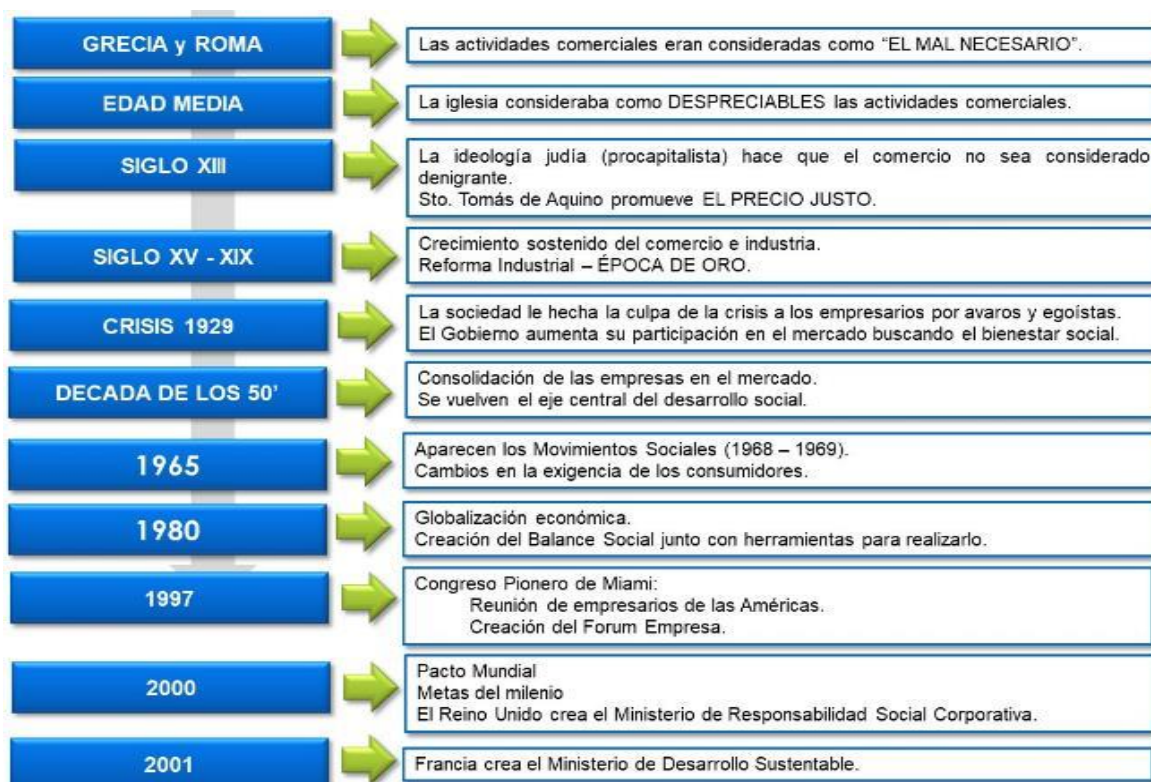 GRECIA y ROMA
Las actividades comerciales eran consideradas como “EL MAL NECESARIO”.
EDAD MEDIA
La iglesia consideraba como DESPRECIABLES las actividades comerciales.
SIGLO XIII
La ideología judía (procapitalista) hace que el comercio no sea considerado
denigrante.
Sto. Tomás de Aquino promueve EL PRECIO JUSTO.
SIGLO XV - XIX
Crecimiento sostenido del comercio e industria.
Reforma Industrial – ÉPOCA DE ORO.
CRISIS 1929
La sociedad le hecha la culpa de la crisis a los empresarios por avaros y egoístas.
El Gobierno aumenta su participación en el mercado buscando el bienestar social.
DECADA DE LOS 50’
Consolidación de las empresas en el mercado.
Se vuelven el eje central del desarrollo social.
1965
Aparecen los Movimientos Sociales (1968 – 1969).
Cambios en la exigencia de los consumidores.
1980
Globalización económica.
Creación del Balance Social junto con herramientas para realizarlo.
1997
Congreso Pionero de Miami:
Reunión de empresarios de las Américas.
Creación del Forum Empresa.
2000
Pacto Mundial
Metas del milenio
El Reino Unido crea el Ministerio de Responsabilidad Social Corporativa.
2001
Francia crea el Ministerio de Desarrollo Sustentable.